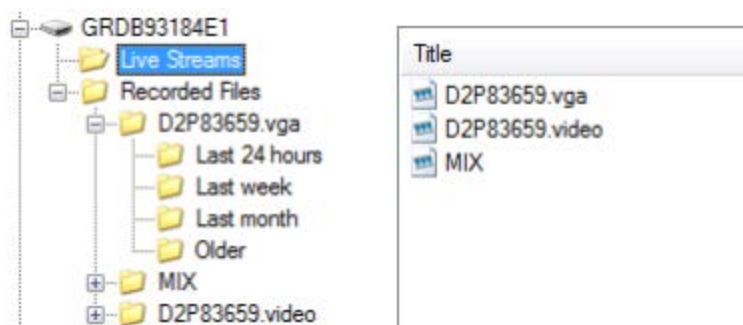 GRDB93184E1
Live Streams
Recorded Files
D2P83659.vga
Last 24 hours
Last week
Last month
Older
MIX
D2P83659.video
Title
D2P83659.vga
D2P83659.video
MIX